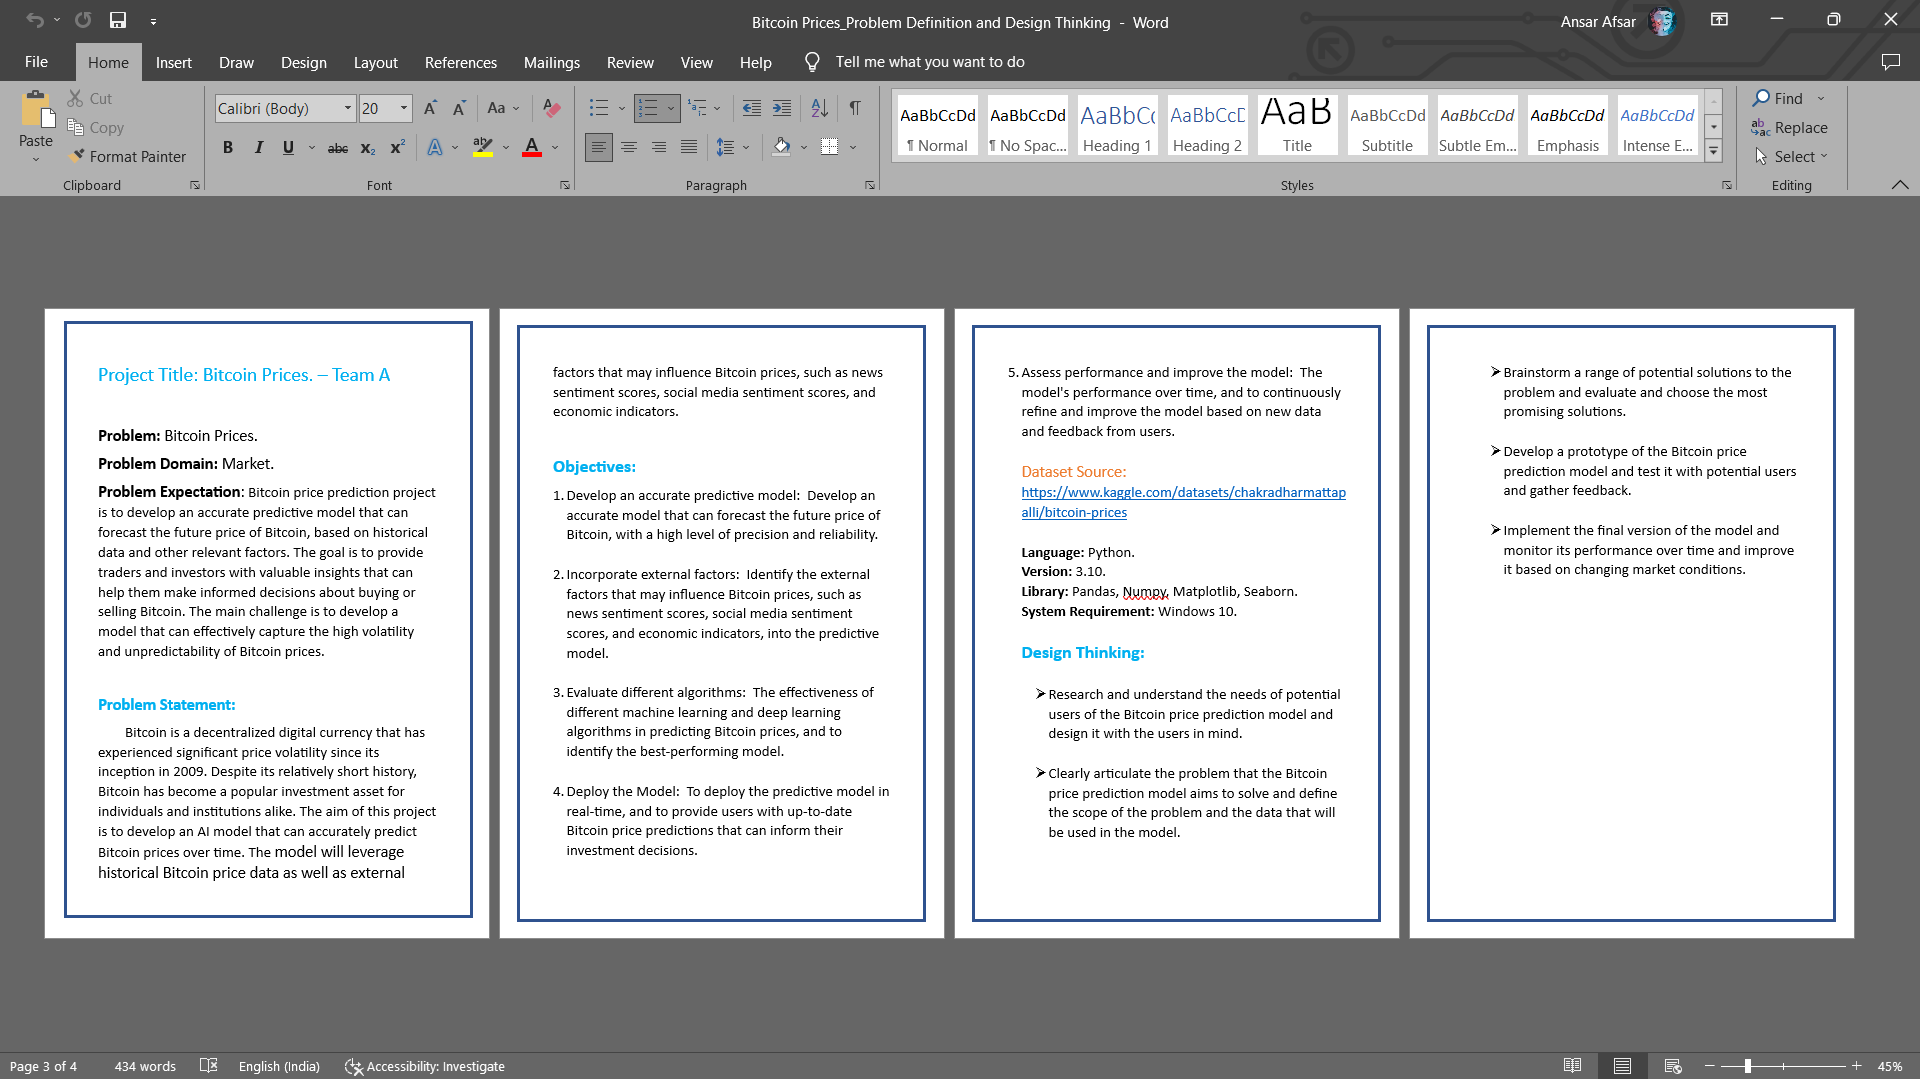 Bitcoin Prices_Problem Definition and Design Thinking - Word
Ansar Afsar
File Home Insert Draw Design Layout References Mailings Review View Help Tell me what you want to do
Paste
Cut
Copy
Format Painter
Clipboard
Calibri (Body) 20
Font
Paragraph
AaBbCcDd AaBbCcDd AaBbC AaBbCcD AaB AaBbCcDd AaBbCcDd AaBbCcDd AaBbCcDd
¶ Normal ¶ No Spac... Heading 1 Heading 2 Title Subtitle Subtle Em... Emphasis Intense E...
Styles
Find
Replace
Select
Editing
Project Title: Bitcoin Prices. – Team A
Problem: Bitcoin Prices.
Problem Domain: Market.
Problem Expectation: Bitcoin price prediction project
is to develop an accurate predictive model that can
forecast the future price of Bitcoin, based on historical
data and other relevant factors. The goal is to provide
traders and investors with valuable insights that can
help them make informed decisions about buying or
selling Bitcoin. The main challenge is to develop a
model that can effectively capture the high volatility
and unpredictability of Bitcoin prices.
Problem Statement:
Bitcoin is a decentralized digital currency that has
experienced significant price volatility since its
inception in 2009. Despite its relatively short history,
Bitcoin has become a popular investment asset for
individuals and institutions alike. The aim of this project
is to develop an AI model that can accurately predict
Bitcoin prices over time. The model will leverage
historical Bitcoin price data as well as external
factors that may influence Bitcoin prices, such as news
sentiment scores, social media sentiment scores, and
economic indicators.
Objectives:
1. Develop an accurate predictive model: Develop an
accurate model that can forecast the future price of
Bitcoin, with a high level of precision and reliability.
2. Incorporate external factors: Identify the external
factors that may influence Bitcoin prices, such as
news sentiment scores, social media sentiment
scores, and economic indicators, into the predictive
model.
3. Evaluate different algorithms: The effectiveness of
different machine learning and deep learning
algorithms in predicting Bitcoin prices, and to
identify the best-performing model.
4. Deploy the Model: To deploy the predictive model in
real-time, and to provide users with up-to-date
Bitcoin price predictions that can inform their
investment decisions.
5. Assess performance and improve the model: The
model's performance over time, and to continuously
refine and improve the model based on new data
and feedback from users.
Dataset Source:
https://www.kaggle.com/datasets/chakradharmattap
alli/bitcoin-prices
Language: Python.
Version: 3.10.
Library: Pandas, Numpy, Matplotlib, Seaborn.
System Requirement: Windows 10.
Design Thinking:
➢ Research and understand the needs of potential
users of the Bitcoin price prediction model and
design it with the users in mind.
➢ Clearly articulate the problem that the Bitcoin
price prediction model aims to solve and define
the scope of the problem and the data that will
be used in the model.
➢ Brainstorm a range of potential solutions to the
problem and evaluate and choose the most
promising solutions.
➢ Develop a prototype of the Bitcoin price
prediction model and test it with potential users
and gather feedback.
➢ Implement the final version of the model and
monitor its performance over time and improve
it based on changing market conditions.
Page 3 of 4 434 words English (India) Accessibility: Investigate 45%